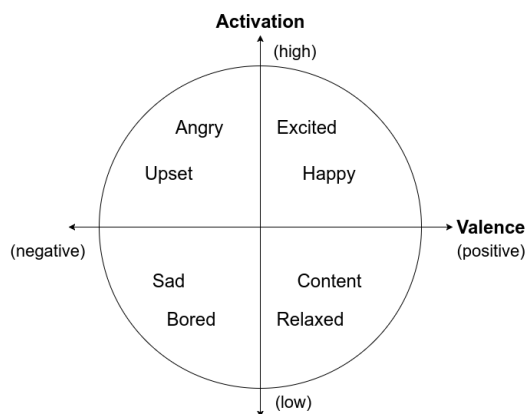 Activation
(high)
Angry
Excited
Upset
Happy
Valence
(negative)
(positive)
Sad
Content
Bored
Relaxed
(low)